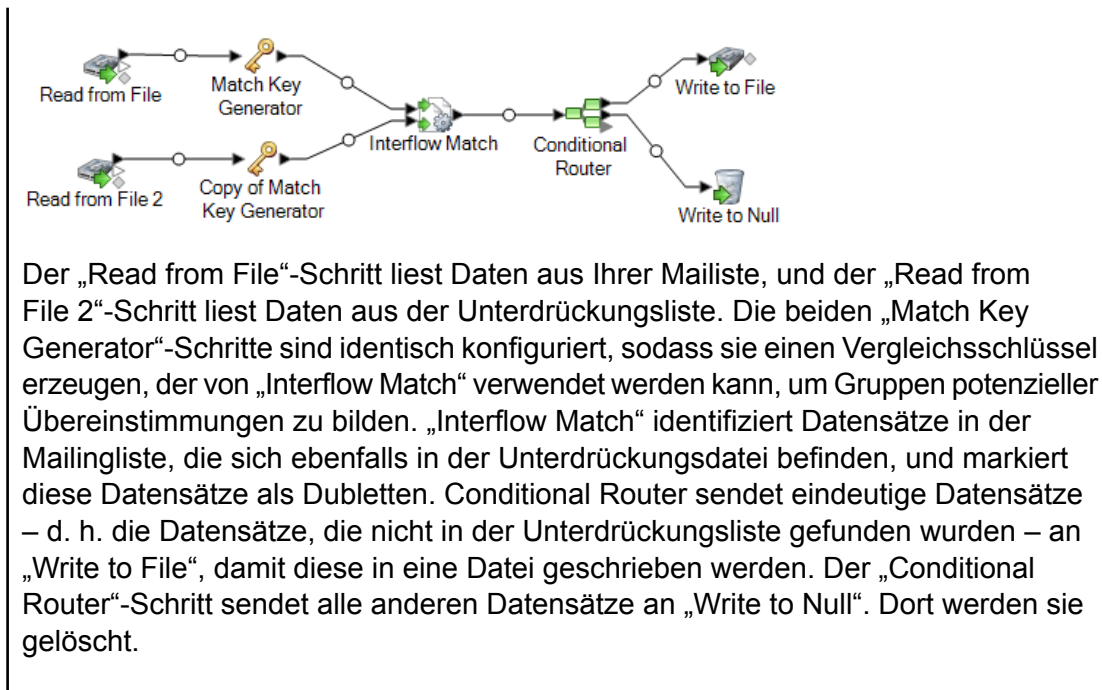 Read from File
Match Key
Generator
Interflow Match
Conditional
Router
Write to File
Read from File 2
Copy of Match
Key Generator
Write to Null
Der „Read from File“-Schritt liest Daten aus Ihrer Mailiste, und der „Read from
File 2“-Schritt liest Daten aus der Unterdrückungsliste. Die beiden „Match Key
Generator“-Schritte sind identisch konfiguriert, sodass sie einen Vergleichsschlüssel
erzeugen, der von „Interflow Match“ verwendet werden kann, um Gruppen potenzieller
Übereinstimmungen zu bilden. „Interflow Match“ identifiziert Datensätze in der
Mailingliste, die sich ebenfalls in der Unterdrückungsdatei befinden, und markiert
diese Datensätze als Dubletten. Conditional Router sendet eindeutige Datensätze
– d. h. die Datensätze, die nicht in der Unterdrückungsliste gefunden wurden – an
„Write to File“, damit diese in eine Datei geschrieben werden. Der „Conditional
Router“-Schritt sendet alle anderen Datensätze an „Write to Null“. Dort werden sie
gelöscht.